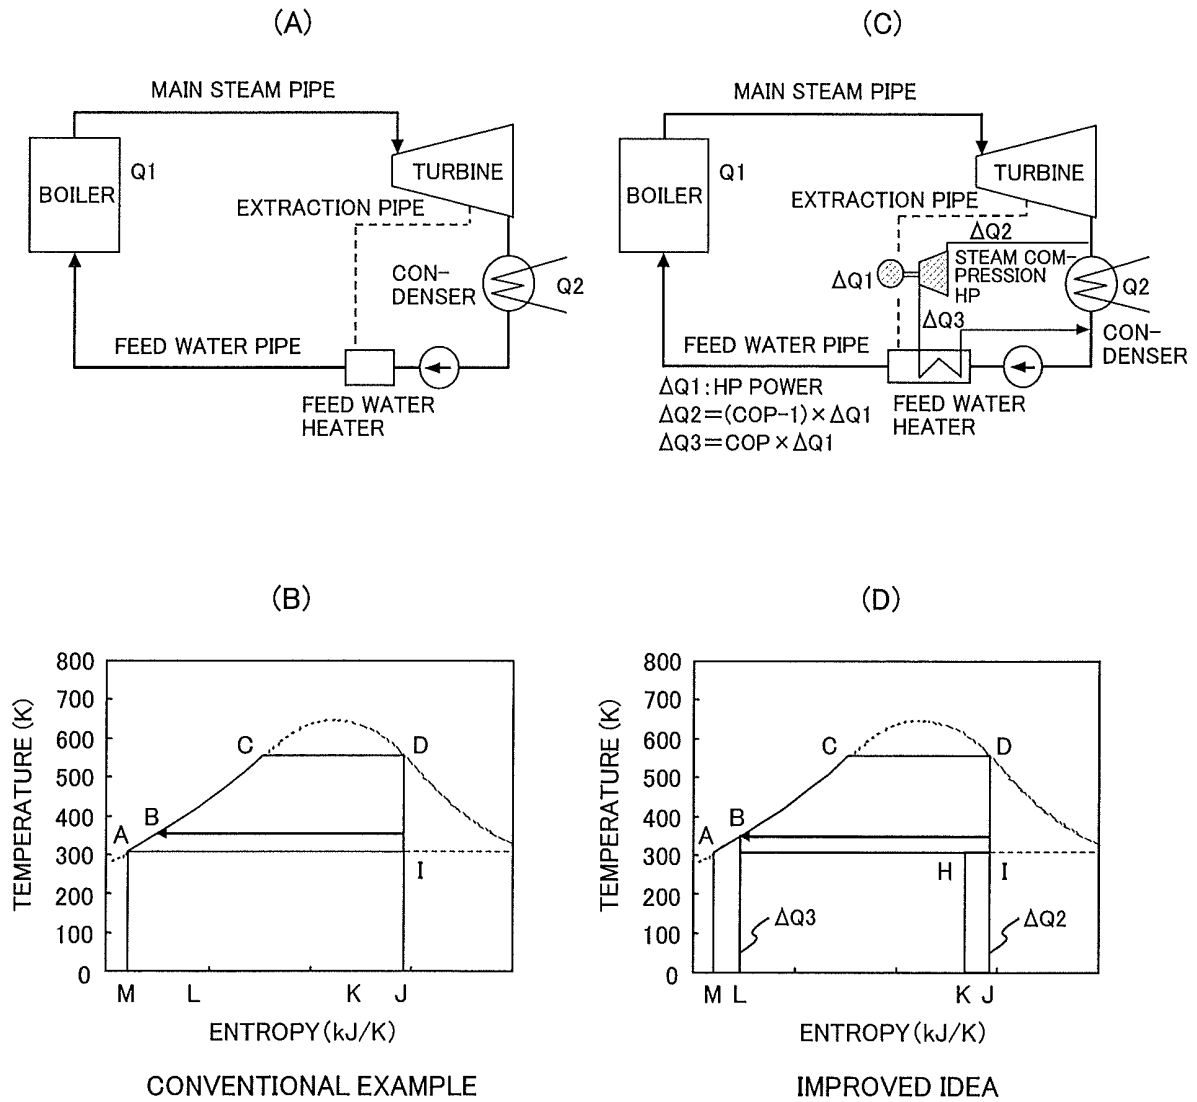 (A)
MAIN STEAM PIPE
BOILER
Q1
TURBINE
EXTRACTION PIPE
CON-
DENSER
Q2
FEED WATER PIPE
FEED WATER
HEATER
(C)
MAIN STEAM PIPE
BOILER
Q1
TURBINE
EXTRACTION PIPE
ΔQ2
STEAM COM-
PRESSION
HP
ΔQ1
Q2
ΔQ3
CON-
DENSER
FEED WATER PIPE
FEED WATER
HEATER
ΔQ1:HP POWER
ΔQ2=(COP-1)×ΔQ1
ΔQ3=COP×ΔQ1
(B)
TEMPERATURE (K)
800
700
600
500
400
300
200
100
0
A
B
C
D
I
M
L
K
J
ENTROPY(kJ/K)
CONVENTIONAL EXAMPLE
(D)
TEMPERATURE (K)
800
700
600
500
400
300
200
100
0
A
B
C
D
H
I
ΔQ3
ΔQ2
M
L
K
J
ENTROPY(kJ/K)
IMPROVED IDEA